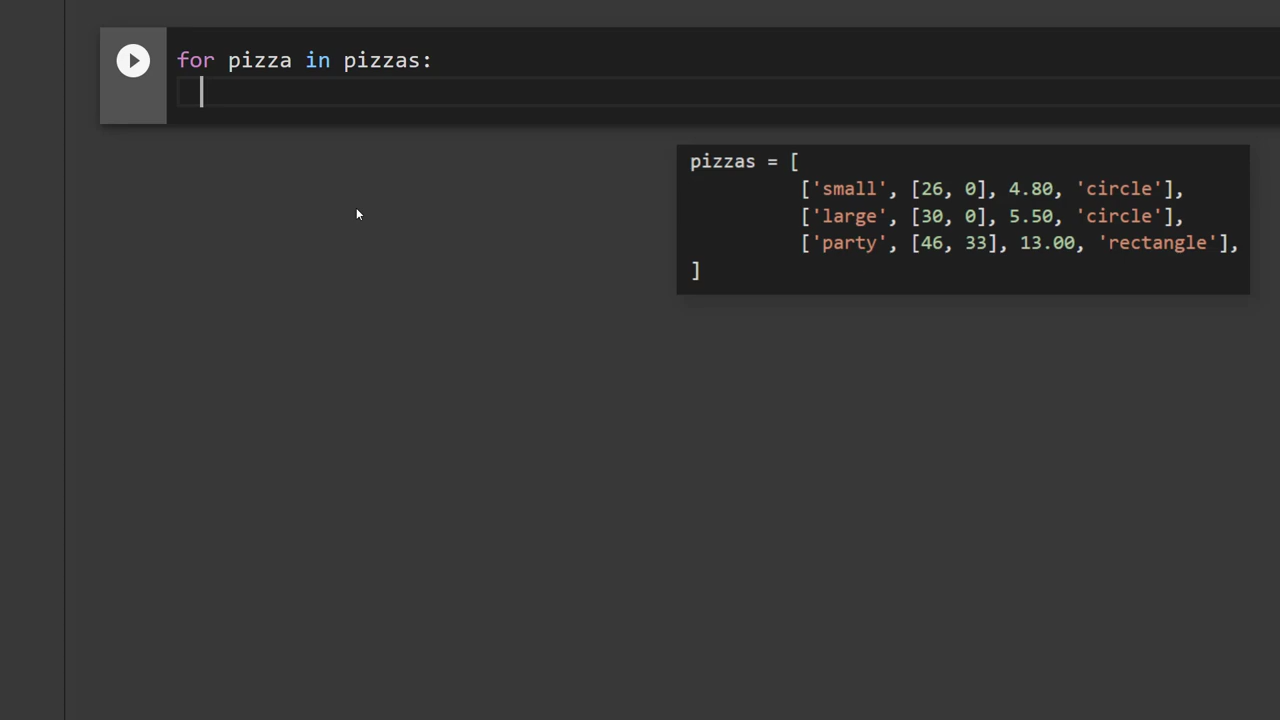 for pizza in pizzas:
pizzas = [
['small', [26, 0], 4.80, 'circle'],
['large', [30, 0], 5.50, 'circle'],
['party', [46, 33], 13.00, 'rectangle'],
]